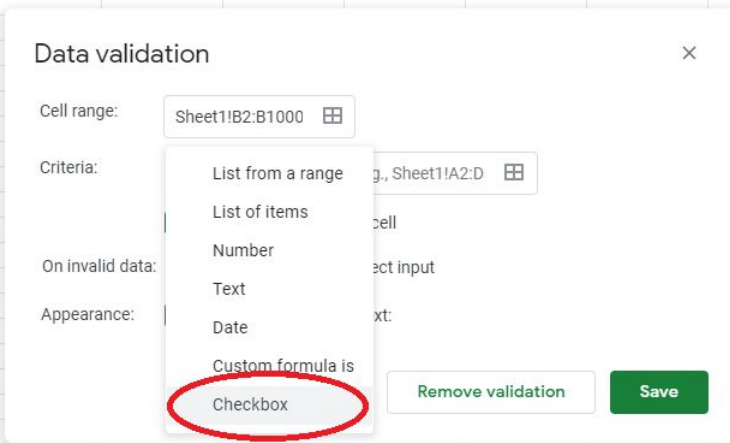 Data validation
Cell range:
Sheet1!B2:B1000
Criteria:
List from a range
g., Sheet1!A2:D
List of items
cell
Number
On invalid data:
ect input
Text
Appearance:
xt:
Date
Custom formula is
Checkbox
Remove validation
Save